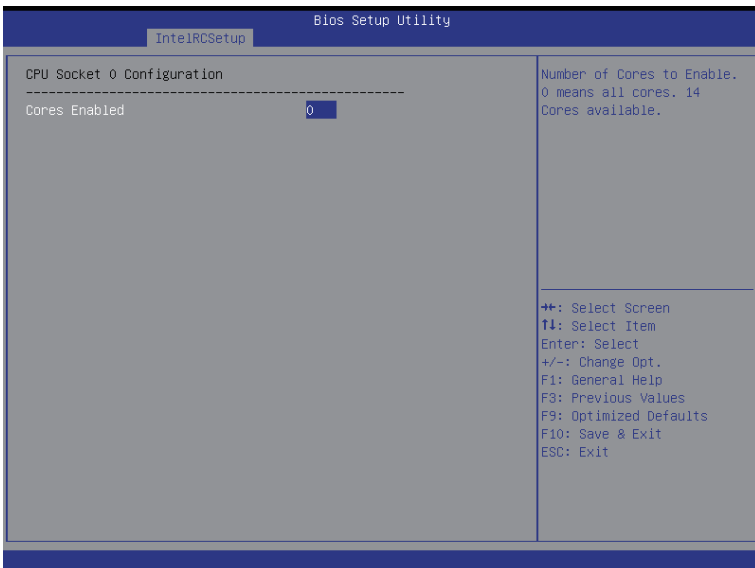 Bios Setup Utility
IntelRCSetup
CPU Socket 0 Configuration
--------------------------------------------------
Cores Enabled 0
Number of Cores to Enable.
0 means all cores. 14
Cores available.
→←: Select Screen
↑↓: Select Item
Enter: Select
+/-: Change Opt.
F1: General Help
F3: Previous Values
F9: Optimized Defaults
F10: Save & Exit
ESC: Exit